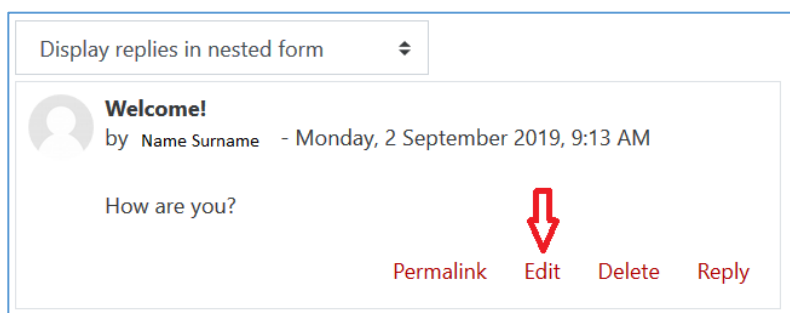 Display replies in nested form
Welcome!
by Name Surname - Monday, 2 September 2019, 9:13 AM
How are you?
Permalink Edit Delete Reply